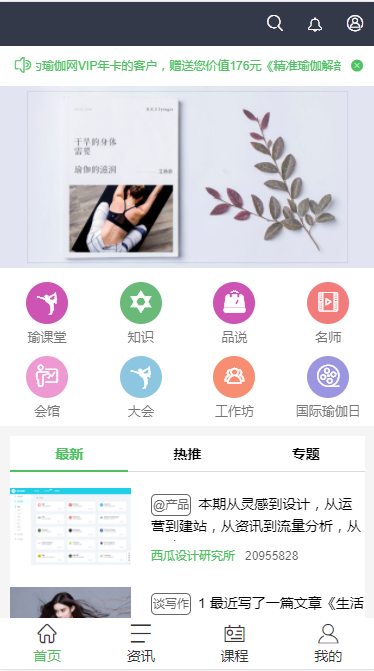 为瑜伽网VIP年卡的客户，赠送您价值176元《精准瑜伽解剖
干旱的身体
需要
瑜伽的滋润
瑜课堂
知识
品说
名师
会馆
大会
工作坊
国际瑜伽日
最新
热推
专题
@产品 本期从灵感到设计，从运
营到建站，从资讯到流量分析，从
西瓜设计研究所 20955828
谈写作 1 最近写了一篇文章《生活
首页
资讯
课程
我的